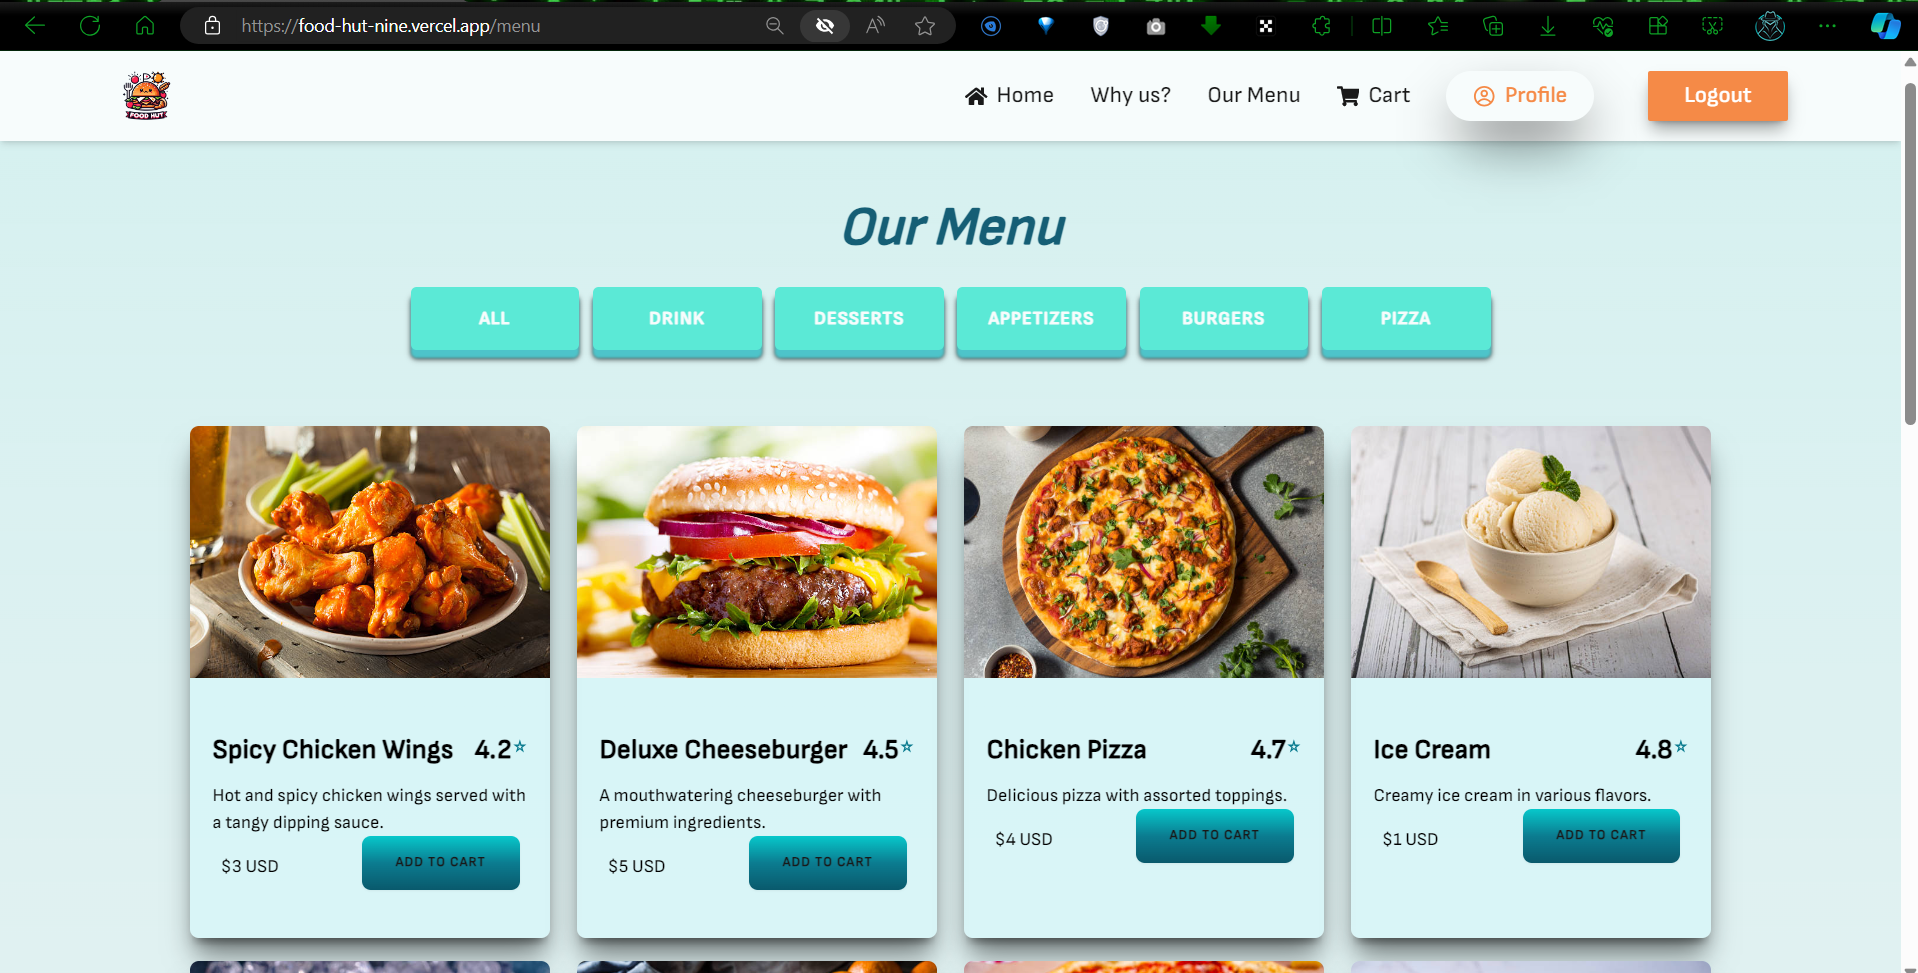 https://food-hut-nine.vercel.app/menu
FOOD HUT
Home Why us? Our Menu Cart Profile Logout
Our Menu
ALL DRINK DESSERTS APPETIZERS BURGERS PIZZA
Spicy Chicken Wings 4.2
Hot and spicy chicken wings served with
a tangy dipping sauce.
$3 USD ADD TO CART
Deluxe Cheeseburger 4.5
A mouthwatering cheeseburger with
premium ingredients.
$5 USD ADD TO CART
Chicken Pizza 4.7
Delicious pizza with assorted toppings.
$4 USD ADD TO CART
Ice Cream 4.8
Creamy ice cream in various flavors.
$1 USD ADD TO CART